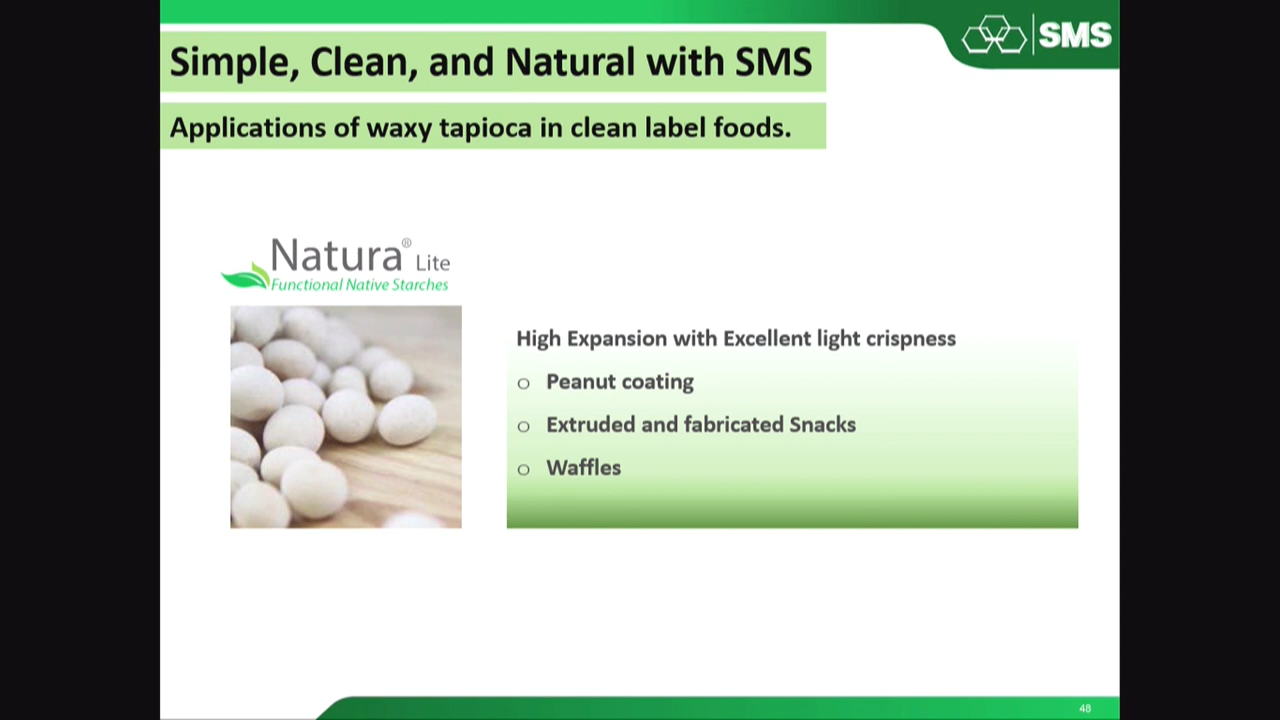 SMS
Simple, Clean, and Natural with SMS
Applications of waxy tapioca in clean label foods.
Natura® Lite
Functional Native Starches
High Expansion with Excellent light crispness
o Peanut coating
o Extruded and fabricated Snacks
o Waffles
48